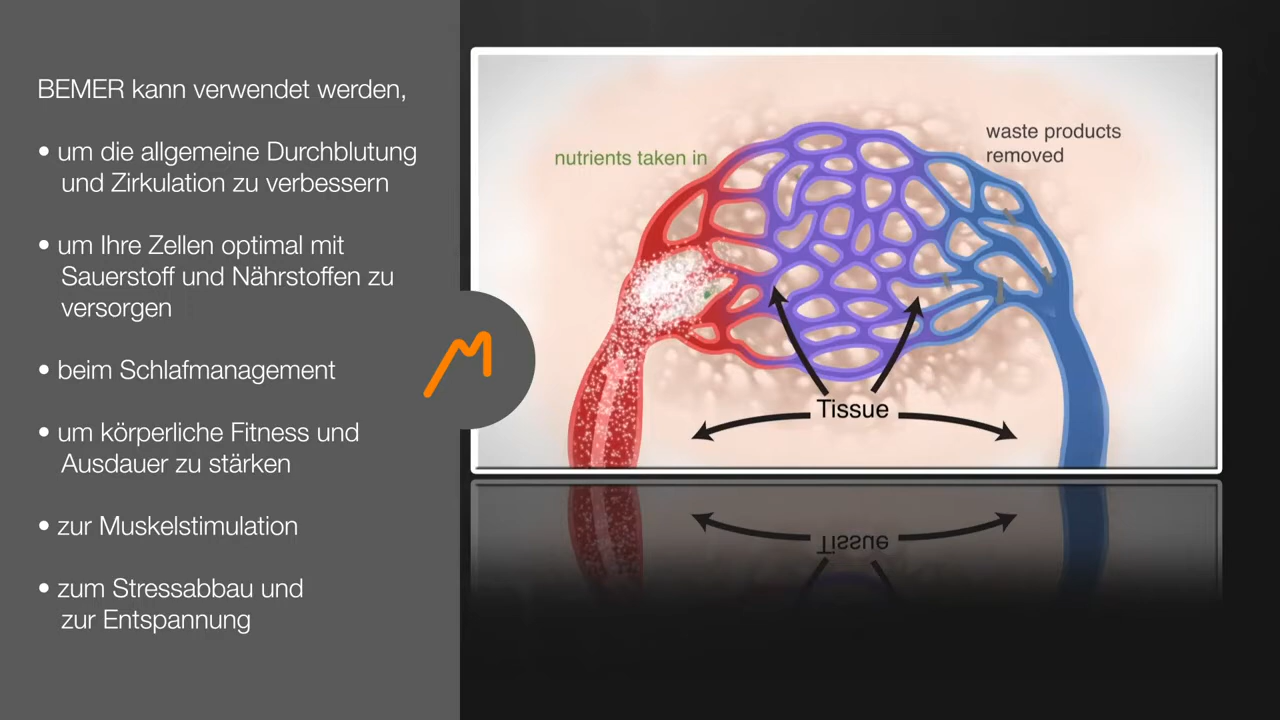 BEMER kann verwendet werden,
• um die allgemeine Durchblutung
und Zirkulation zu verbessern
• um Ihre Zellen optimal mit
Sauerstoff und Nährstoffen zu
versorgen
• beim Schlafmanagement
• um körperliche Fitness und
Ausdauer zu stärken
• zur Muskelstimulation
• zum Stressabbau und
zur Entspannung
nutrients taken in
waste products
removed
Tissue
Tissue